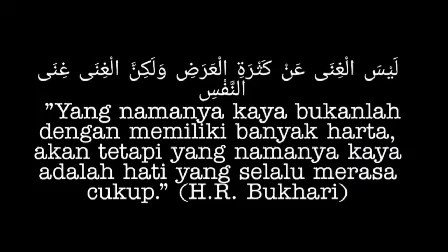 لَيْسَ الْغِنَى عَنْ كَثْرَةِ الْعَرَضِ وَلَكِنَّ الْغِنَى غِنَى
النَّفْسِ
"Yang namanya kaya bukanlah
dengan memiliki banyak harta,
akan tetapi yang namanya kaya
adalah hati yang selalu merasa
cukup." (H.R. Bukhari)